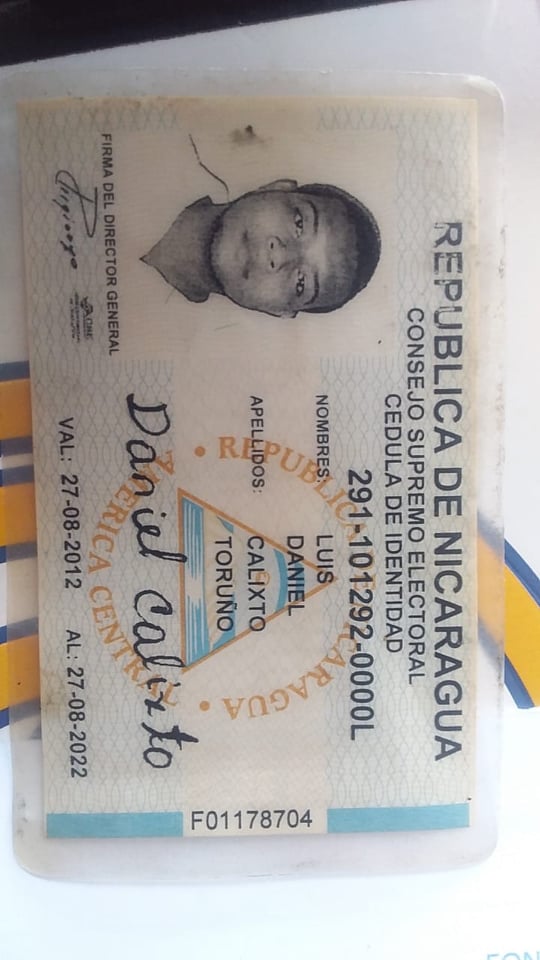 REPUBLICA DE NICARAGUA
CONSEJO SUPREMO ELECTORAL
CEDULA DE IDENTIDAD
291-101292-0000L
NOMBRES: LUIS
DANIEL
APELLIDOS: CALIXTO
TORUÑO
• REPUBLICA DE NICARAGUA •
AMERICA CENTRAL
Daniel Calixto
FIRMA DEL DIRECTOR GENERAL
VAL: 27-08-2012 AL: 27-08-2022
F01178704